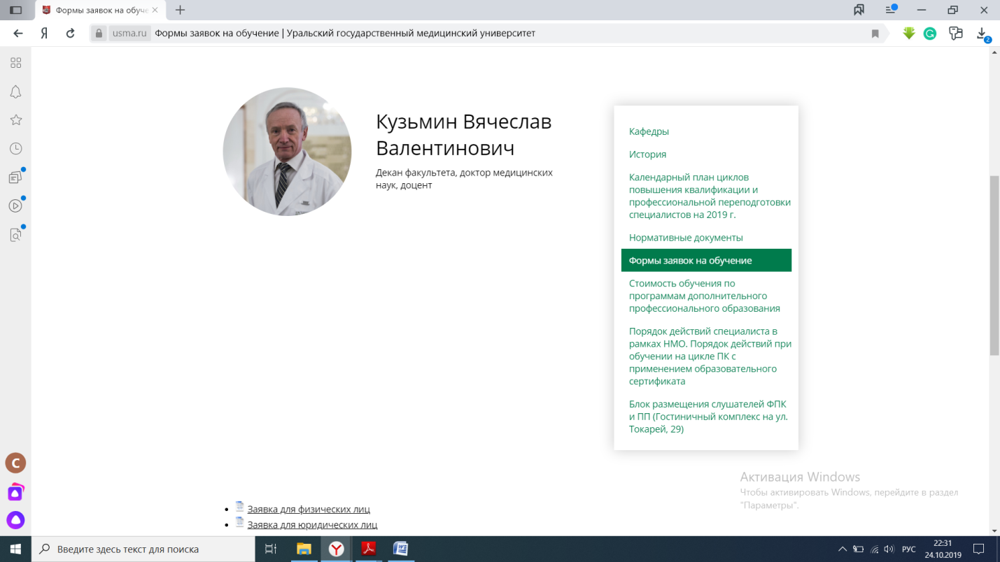 Формы заявок на обуче
usma.ru Формы заявок на обучение | Уральский государственный медицинский университет
2
Кузьмин Вячеслав
Валентинович
Декан факультета, доктор медицинских
наук, доцент
Кафедры
История
Календарный план циклов
повышения квалификации и
профессиональной переподготовки
специалистов на 2019 г.
Нормативные документы
Формы заявок на обучение
Стоимость обучения по
программам дополнительного
профессионального образования
Порядок действий специалиста в
рамках НМО. Порядок действий при
обучении на цикле ПК с
применением образовательного
сертификата
Блок размещения слушателей ФПК
и ПП (Гостиничный комплекс на ул.
Токарей, 29)
С
Активация Windows
Чтобы активировать Windows, перейдите в раздел
"Параметры".
Заявка для физических лиц
Заявка для юридических лиц
Введите здесь текст для поиска
РУС
22:31
24.10.2019